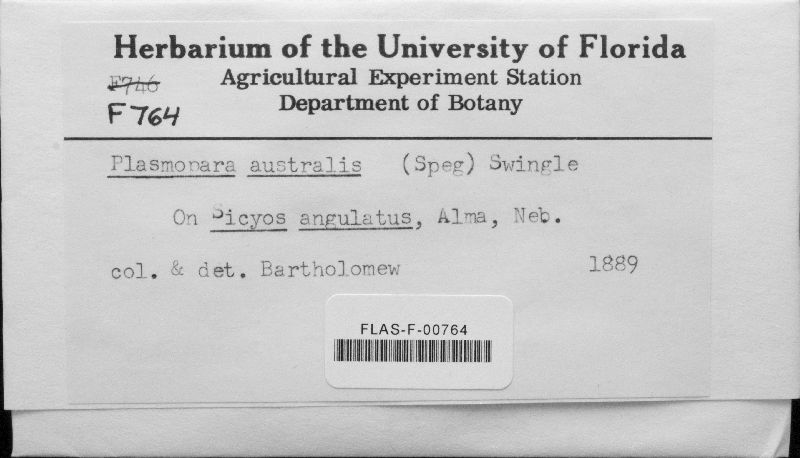 Herbarium of the University of Florida
F746
Agricultural Experiment Station
F764
Department of Botany
Plasmopara australis (Speg) Swingle
On Sicyos angulatus, Alma, Neb.
col. & det. Bartholomew 1889
FLAS-F-00764